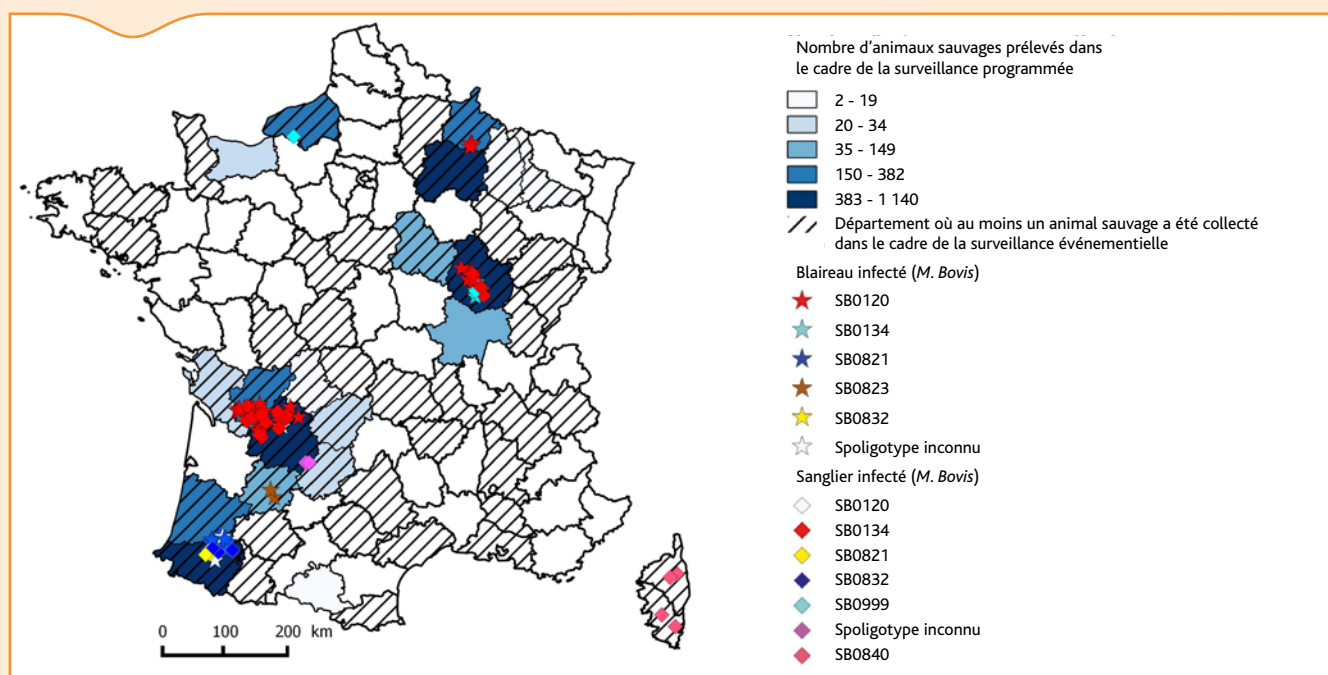 Nombre d'animaux sauvages prélevés dans
le cadre de la surveillance programmée
2 - 19
20 - 34
35 - 149
150 - 382
383 - 1 140
Département où au moins un animal sauvage a été collecté
dans le cadre de la surveillance événementielle
Blaireau infecté (M. Bovis)
SB0120
SB0134
SB0821
SB0823
SB0832
Spoligotype inconnu
Sanglier infecté (M. Bovis)
SB0120
SB0134
SB0821
SB0832
SB0999
Spoligotype inconnu
SB0840
0 100 200 km